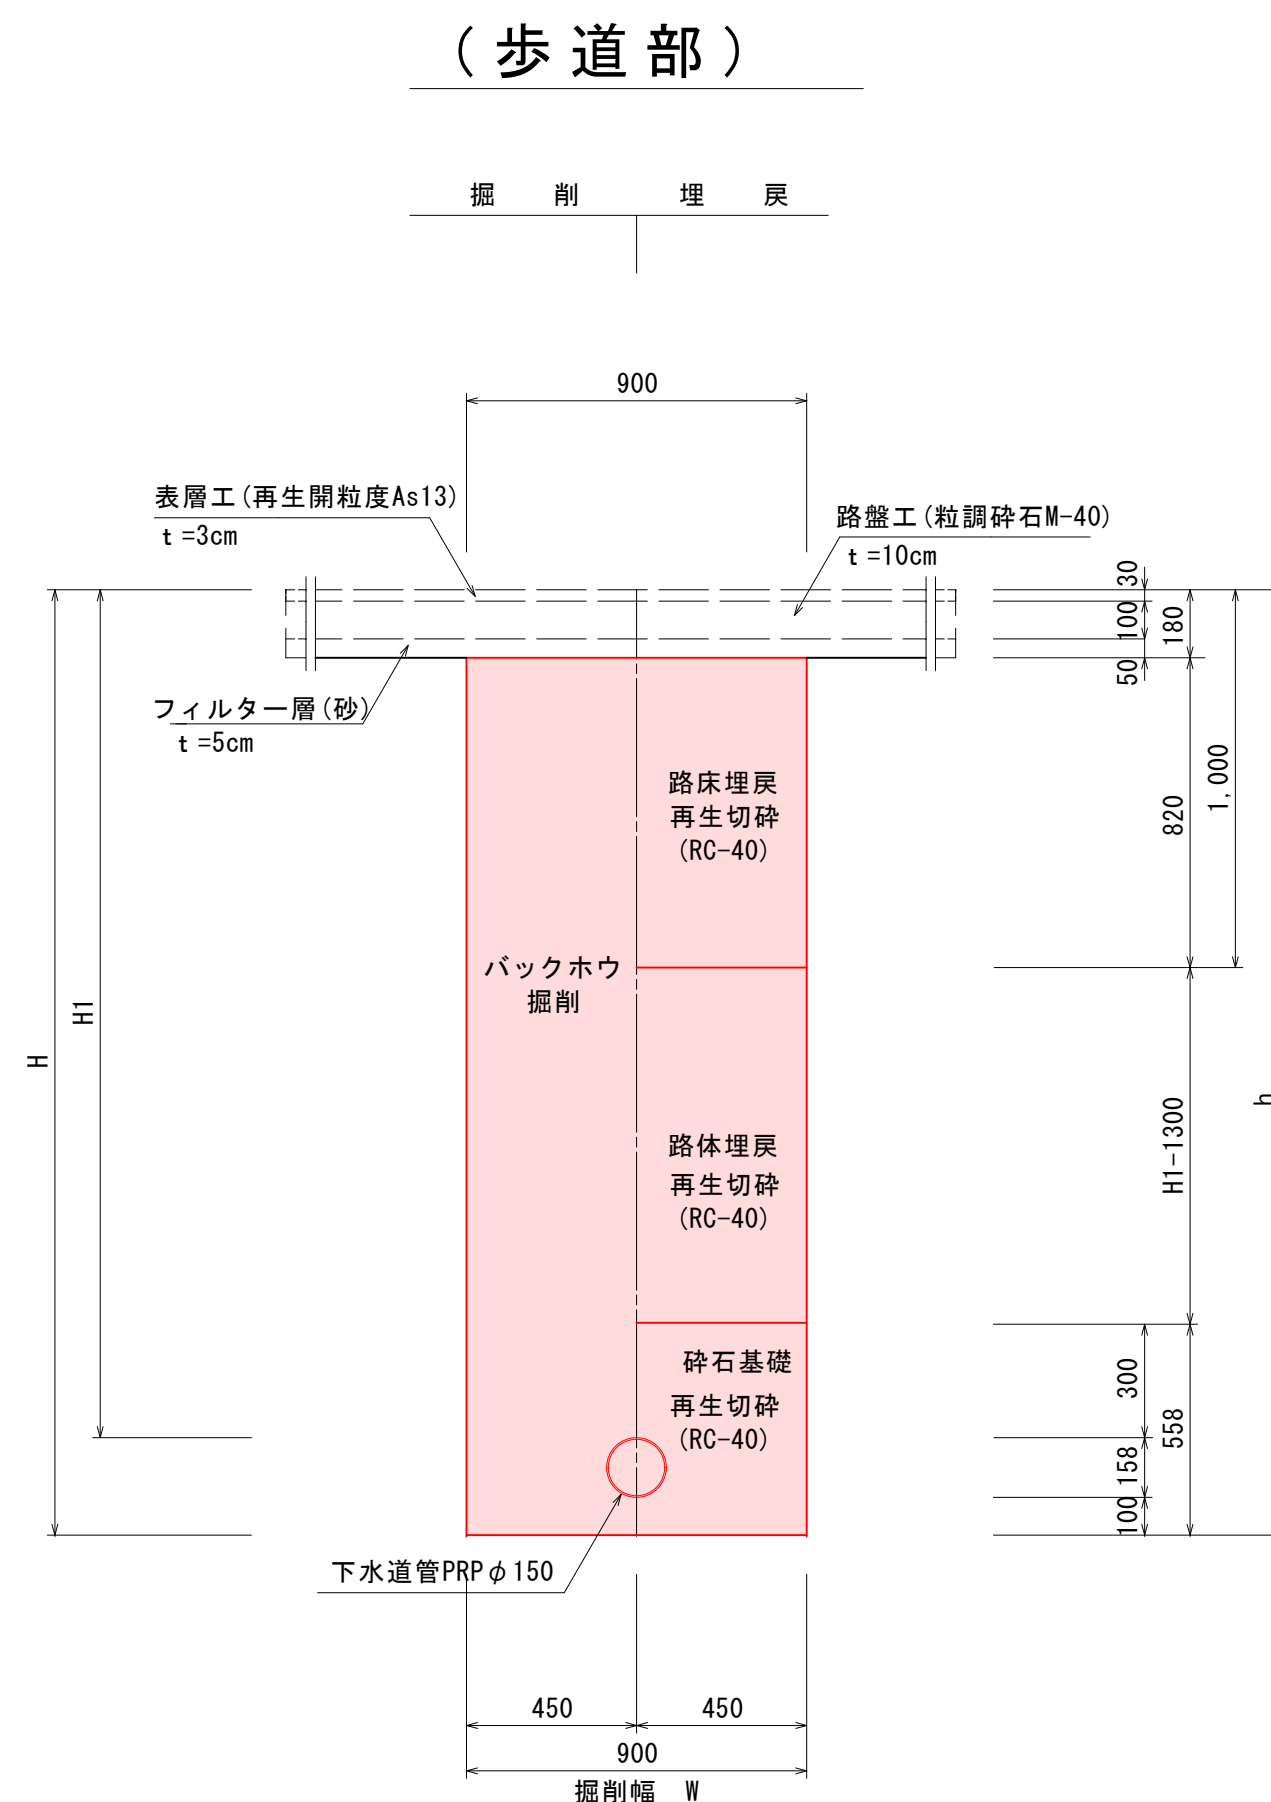 (歩道部)
掘削 埋戻
900
表層工(再生開粒度As13)
t=3cm
路盤工(粒調砕石M-40)
t=10cm
30
100
180
50
フィルター層(砂)
t=5cm
路床埋戻
再生切砕
(RC-40)
820
1,000
バックホウ
掘削
H1
H
h
路体埋戻
再生切砕
(RC-40)
H1-1300
砕石基礎
再生切砕
(RC-40)
300
558
158
100
下水道管PRPφ150
450
450
900
掘削幅 W